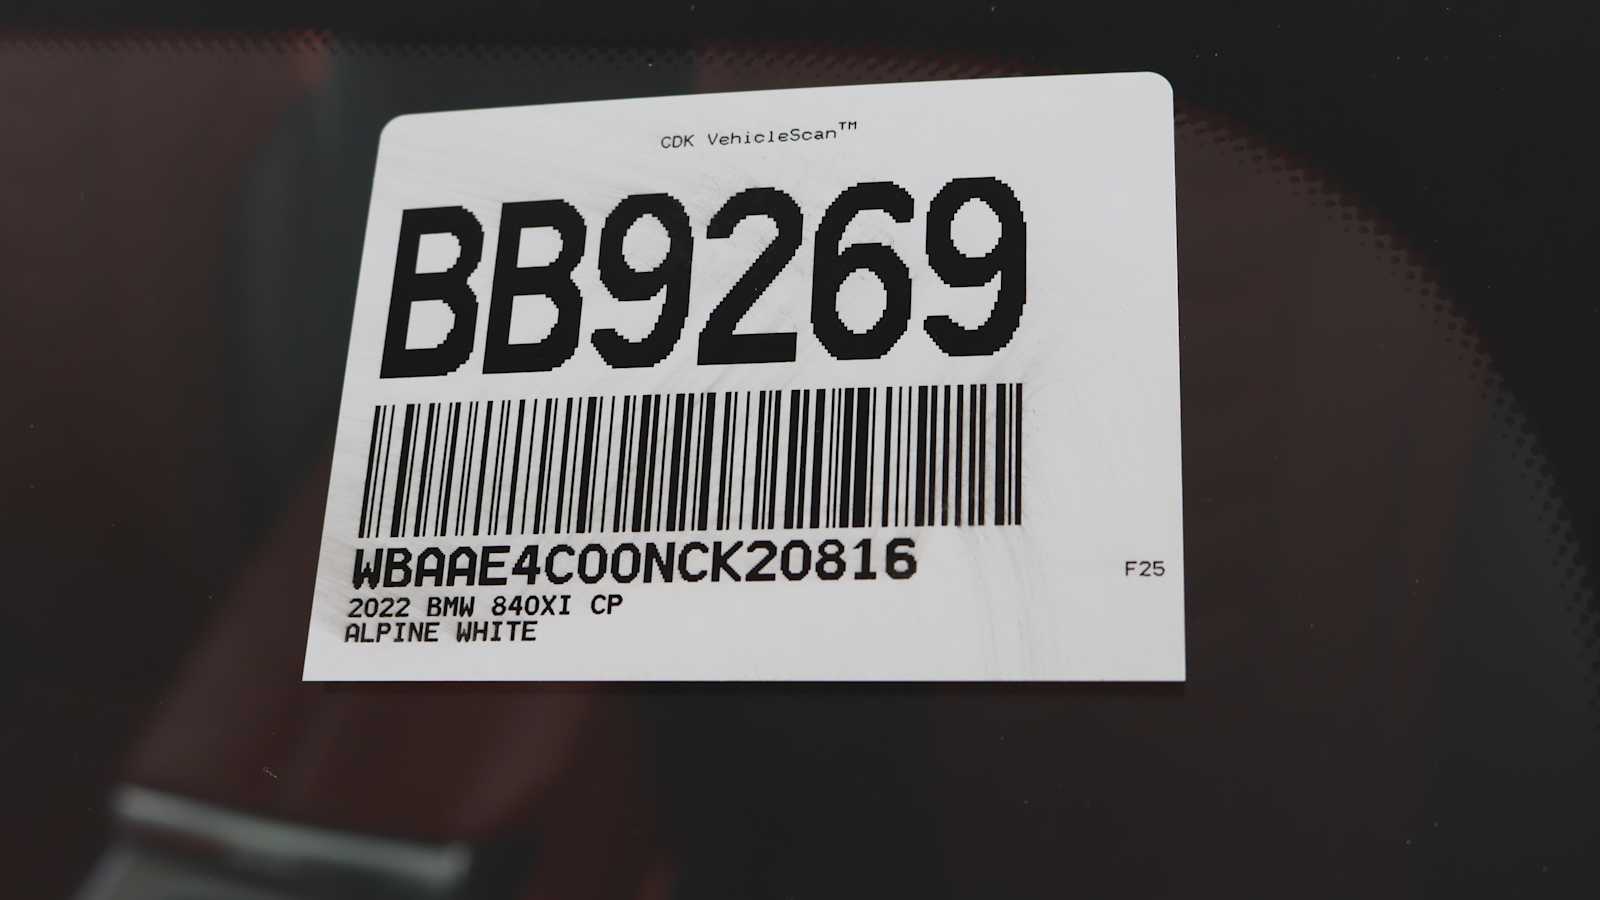 CDK VehicleScan™
BB9269
WBAAE4C00NCK20816
2022 BMW 840XI CP
F25
ALPINE WHITE